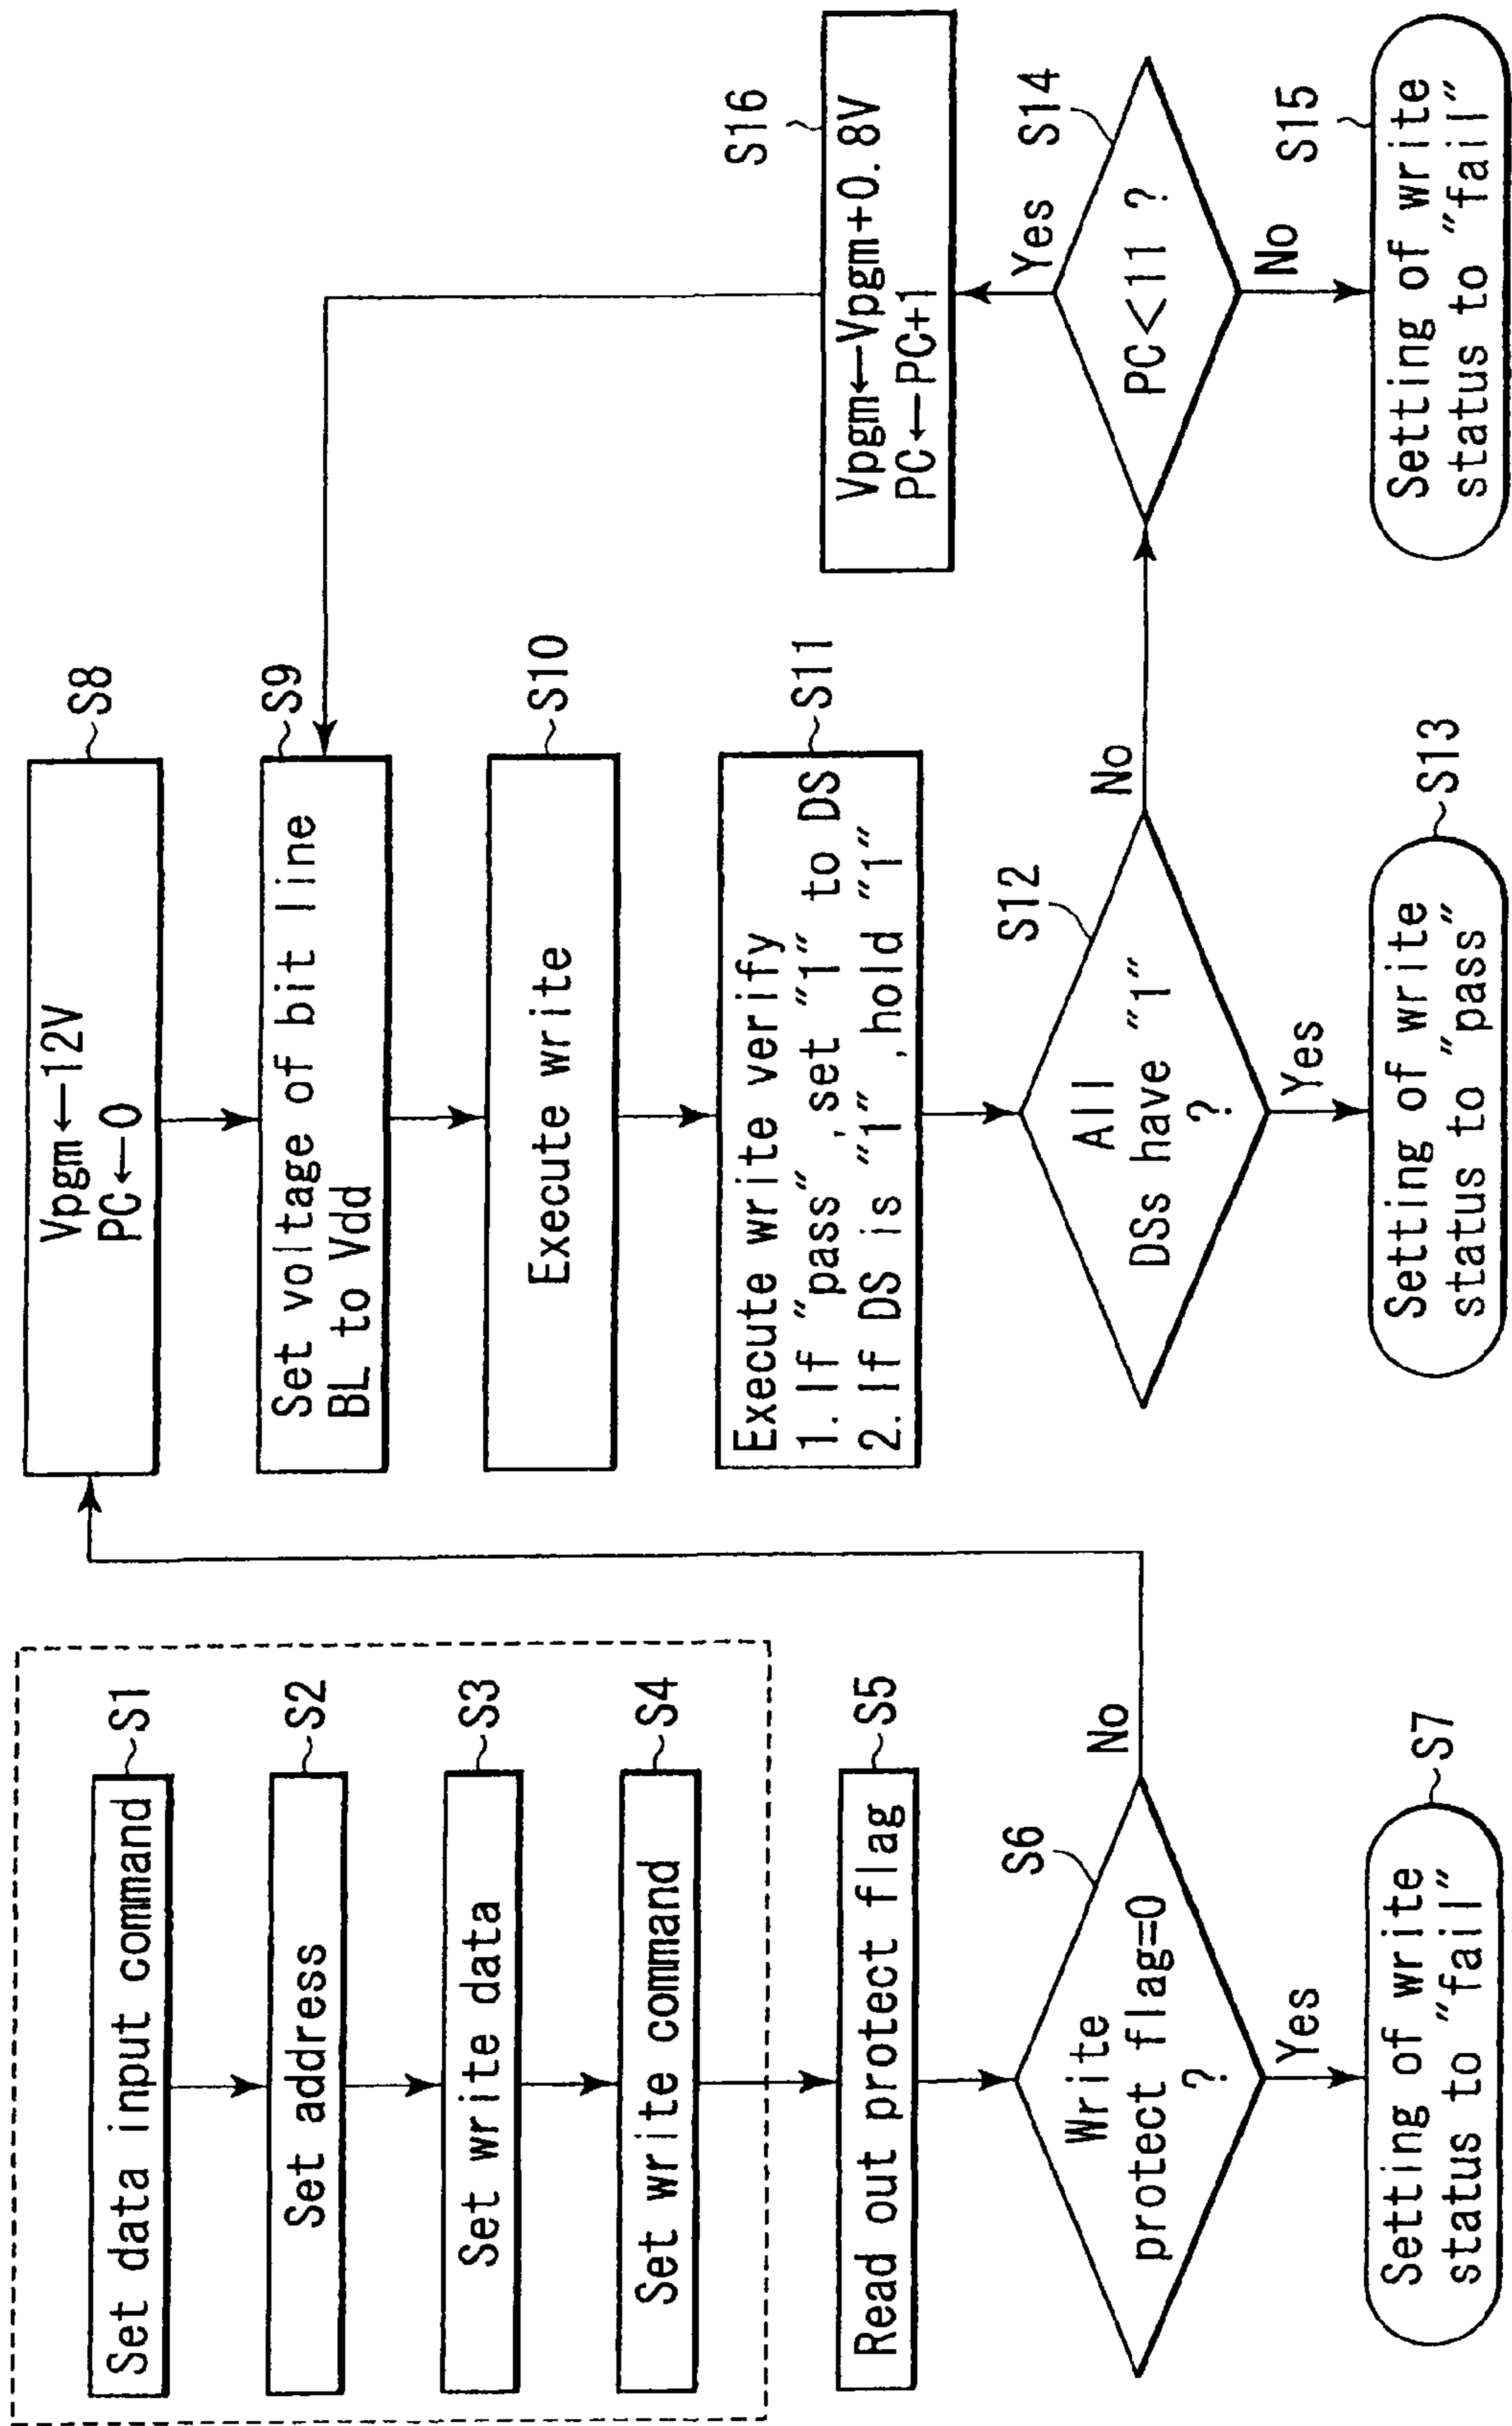 Set data input command
S1
Set address
S2
Set write data
S3
Set write command
S4
Read out protect flag
S5
Write
protect flag=0
?
S6
No
Yes
Setting of write
status to "fail"
S7
Vpgm←12V
PC←0
S8
Set voltage of bit line
BL to Vdd
S9
Execute write
S10
Execute write verify
1. If "pass",set "1" to DS
2. If DS is "1",hold "1"
S11
All
DSs have "1"
?
S12
No
Yes
Setting of write
status to "pass"
S13
Vpgm←Vpgm+0.8V
PC←PC+1
S16
Yes
PC<11 ?
S14
No
Setting of write
status to "fail"
S15